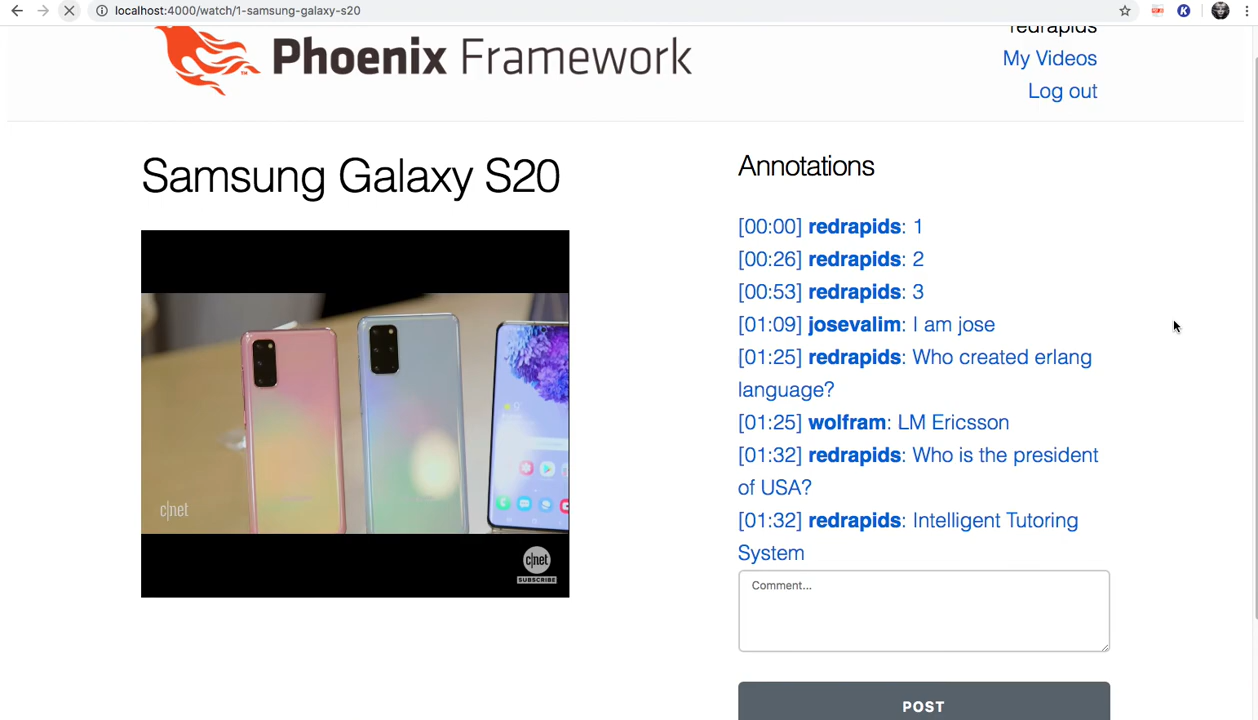 localhost:4000/watch/1-samsung-galaxy-s20
redrapids
Phoenix Framework
My Videos
Log out
Samsung Galaxy S20
Annotations
[00:00] redrapids: 1
[00:26] redrapids: 2
[00:53] redrapids: 3
[01:09] josevalim: I am jose
[01:25] redrapids: Who created erlang
language?
[01:25] wolfram: LM Ericsson
[01:32] redrapids: Who is the president
of USA?
[01:32] redrapids: Intelligent Tutoring
System
c|net
c|net
SUBSCRIBE
Comment...
POST